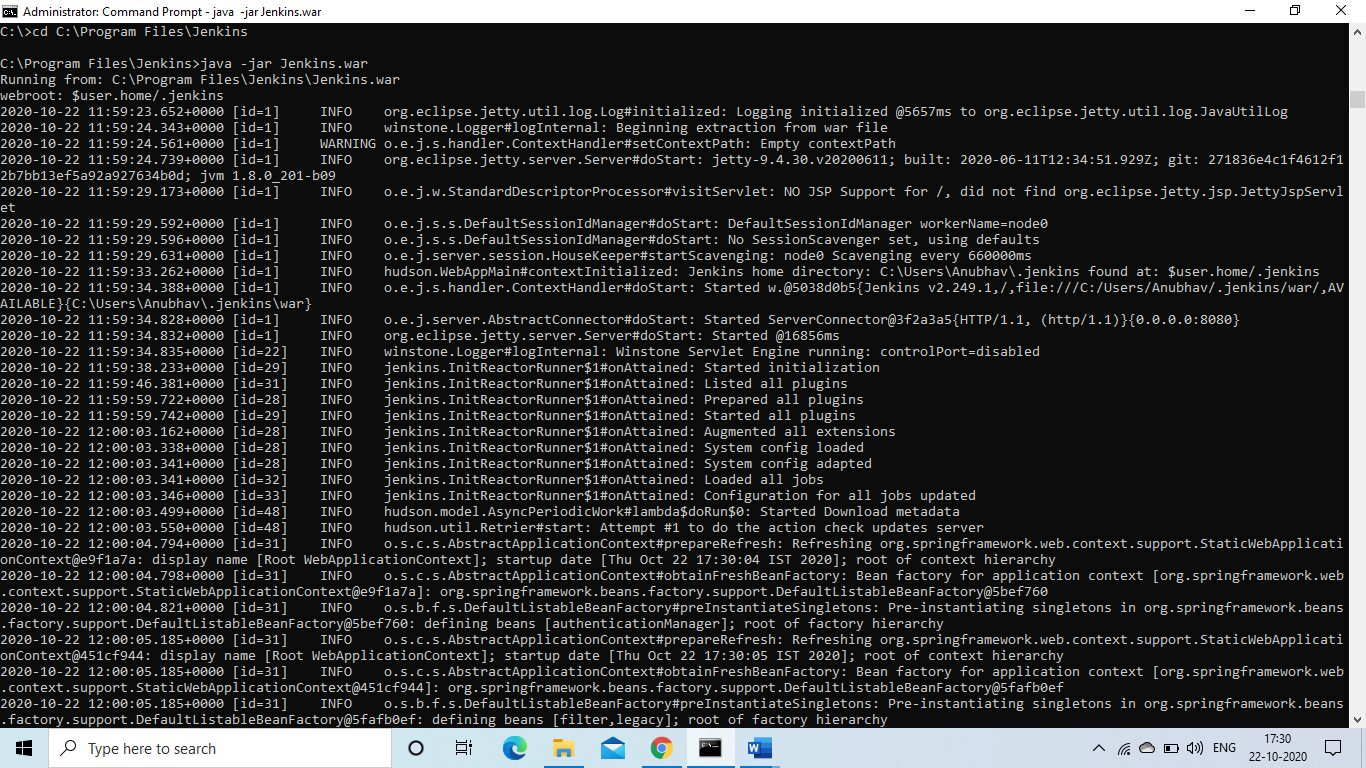 Administrator: Command Prompt - java -jar Jenkins.war
C:\>cd C:\Program Files\Jenkins
C:\Program Files\Jenkins>java -jar Jenkins.war
Running from: C:\Program Files\Jenkins\Jenkins.war
webroot: $user.home/.jenkins
2020-10-22 11:59:23.652+0000 [id=1] INFO org.eclipse.jetty.util.log.Log#initialized: Logging initialized @5657ms to org.eclipse.jetty.util.log.JavaUtilLog
2020-10-22 11:59:24.343+0000 [id=1] INFO winstone.Logger#logInternal: Beginning extraction from war file
2020-10-22 11:59:24.561+0000 [id=1] WARNING o.e.j.s.handler.ContextHandler#setContextPath: Empty contextPath
2020-10-22 11:59:24.739+0000 [id=1] INFO org.eclipse.jetty.server.Server#doStart: jetty-9.4.30.v20200611; built: 2020-06-11T12:34:51.929Z; git: 271836e4c1f4612f1
2b7bb13ef5a92a927634b0d; jvm 1.8.0_201-b09
2020-10-22 11:59:29.173+0000 [id=1] INFO o.e.j.w.StandardDescriptorProcessor#visitServlet: NO JSP Support for /, did not find org.eclipse.jetty.jsp.JettyJspServl
et
2020-10-22 11:59:29.592+0000 [id=1] INFO o.e.j.s.s.DefaultSessionIdManager#doStart: DefaultSessionIdManager workerName=node0
2020-10-22 11:59:29.596+0000 [id=1] INFO o.e.j.s.s.DefaultSessionIdManager#doStart: No SessionScavenger set, using defaults
2020-10-22 11:59:29.631+0000 [id=1] INFO o.e.j.server.session.HouseKeeper#startScavenging: node0 Scavenging every 660000ms
2020-10-22 11:59:33.262+0000 [id=1] INFO hudson.WebAppMain#contextInitialized: Jenkins home directory: C:\Users\Anubhav\.jenkins found at: $user.home/.jenkins
2020-10-22 11:59:34.388+0000 [id=1] INFO o.e.j.s.handler.ContextHandler#doStart: Started w.@5038d0b5{Jenkins v2.249.1,/,file:///C:/Users/Anubhav/.jenkins/war/,AV
AILABLE}{C:\Users\Anubhav\.jenkins\war}
2020-10-22 11:59:34.828+0000 [id=1] INFO o.e.j.server.AbstractConnector#doStart: Started ServerConnector@3f2a3a5{HTTP/1.1, (http/1.1)}{0.0.0.0:8080}
2020-10-22 11:59:34.832+0000 [id=1] INFO org.eclipse.jetty.server.Server#doStart: Started @16856ms
2020-10-22 11:59:34.835+0000 [id=22] INFO winstone.Logger#logInternal: Winstone Servlet Engine running: controlPort=disabled
2020-10-22 11:59:38.233+0000 [id=29] INFO jenkins.InitReactorRunner$1#onAttained: Started initialization
2020-10-22 11:59:46.381+0000 [id=31] INFO jenkins.InitReactorRunner$1#onAttained: Listed all plugins
2020-10-22 11:59:59.722+0000 [id=28] INFO jenkins.InitReactorRunner$1#onAttained: Prepared all plugins
2020-10-22 11:59:59.742+0000 [id=29] INFO jenkins.InitReactorRunner$1#onAttained: Started all plugins
2020-10-22 12:00:03.162+0000 [id=28] INFO jenkins.InitReactorRunner$1#onAttained: Augmented all extensions
2020-10-22 12:00:03.338+0000 [id=28] INFO jenkins.InitReactorRunner$1#onAttained: System config loaded
2020-10-22 12:00:03.341+0000 [id=28] INFO jenkins.InitReactorRunner$1#onAttained: System config adapted
2020-10-22 12:00:03.341+0000 [id=32] INFO jenkins.InitReactorRunner$1#onAttained: Loaded all jobs
2020-10-22 12:00:03.346+0000 [id=33] INFO jenkins.InitReactorRunner$1#onAttained: Configuration for all jobs updated
2020-10-22 12:00:03.499+0000 [id=48] INFO hudson.model.AsyncPeriodicWork#lambda$doRun$0: Started Download metadata
2020-10-22 12:00:03.550+0000 [id=48] INFO hudson.util.Retrier#start: Attempt #1 to do the action check updates server
2020-10-22 12:00:04.794+0000 [id=31] INFO o.s.c.s.AbstractApplicationContext#prepareRefresh: Refreshing org.springframework.web.context.support.StaticWebApplicati
onContext@e9f1a7a: display name [Root WebApplicationContext]; startup date [Thu Oct 22 17:30:04 IST 2020]; root of context hierarchy
2020-10-22 12:00:04.798+0000 [id=31] INFO o.s.c.s.AbstractApplicationContext#obtainFreshBeanFactory: Bean factory for application context [org.springframework.web
.context.support.StaticWebApplicationContext@e9f1a7a]: org.springframework.beans.factory.support.DefaultListableBeanFactory@5bef760
2020-10-22 12:00:04.821+0000 [id=31] INFO o.s.b.f.s.DefaultListableBeanFactory#preInstantiateSingletons: Pre-instantiating singletons in org.springframework.beans
.factory.support.DefaultListableBeanFactory@5bef760: defining beans [authenticationManager]; root of factory hierarchy
2020-10-22 12:00:05.185+0000 [id=31] INFO o.s.c.s.AbstractApplicationContext#prepareRefresh: Refreshing org.springframework.web.context.support.StaticWebApplicati
onContext@451cf944: display name [Root WebApplicationContext]; startup date [Thu Oct 22 17:30:05 IST 2020]; root of context hierarchy
2020-10-22 12:00:05.185+0000 [id=31] INFO o.s.c.s.AbstractApplicationContext#obtainFreshBeanFactory: Bean factory for application context [org.springframework.web
.context.support.StaticWebApplicationContext@451cf944]: org.springframework.beans.factory.support.DefaultListableBeanFactory@5fafb0ef
2020-10-22 12:00:05.185+0000 [id=31] INFO o.s.b.f.s.DefaultListableBeanFactory#preInstantiateSingletons: Pre-instantiating singletons in org.springframework.beans
.factory.support.DefaultListableBeanFactory@5fafb0ef: defining beans [filter,legacy]; root of factory hierarchy
Type here to search
ENG
17:30
22-10-2020